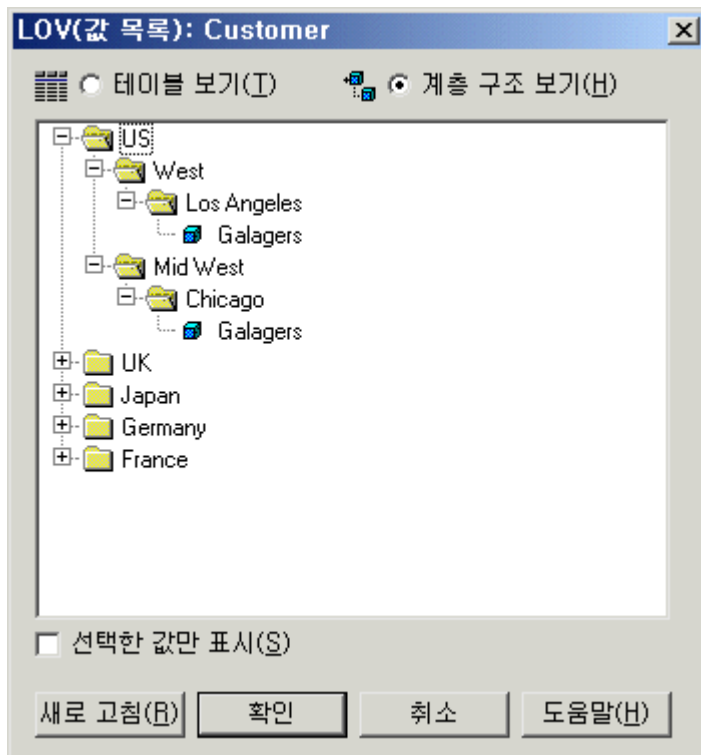 LOV(값 목록): Customer
테이블 보기(T) 계층 구조 보기(H)
US
West
Los Angeles
Galagers
Mid West
Chicago
Galagers
UK
Japan
Germany
France
선택한 값만 표시(S)
새로 고침(R) 확인 취소 도움말(H)